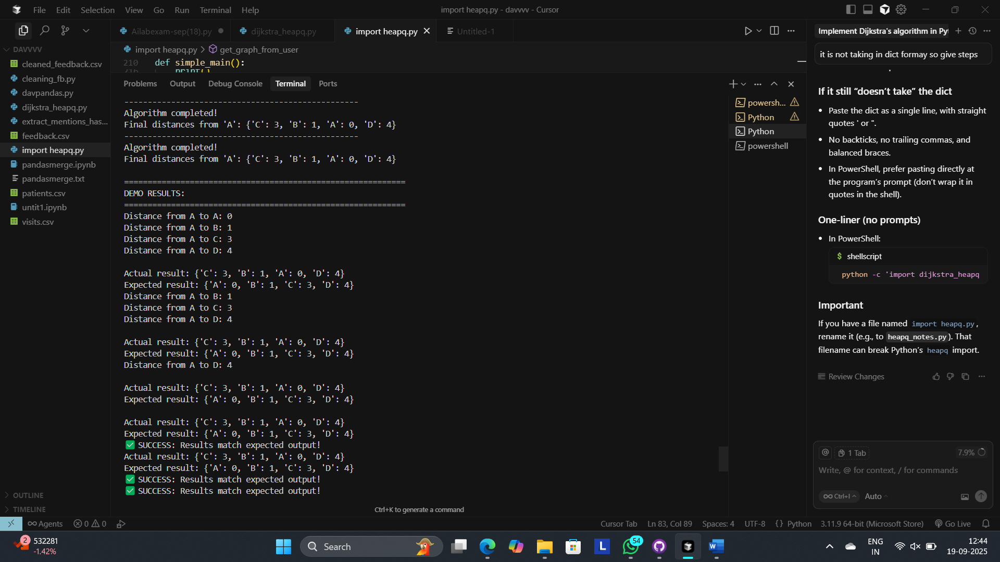 File Edit Selection View Go Run Terminal Help
import heapq.py - davvvv - Cursor
Ailabexam-sep(18).py
dijkstra_heapq.py
import heapq.py
Untitled-1
DAVVVV
cleaned_feedback.csv
cleaning_fb.py
davpandas.py
dijkstra_heapq.py
extract_mentions_has...
feedback.csv
import heapq.py
pandasmerge.ipynb
pandasmerge.txt
patients.csv
untit1.ipynb
visits.csv
OUTLINE
TIMELINE
import heapq.py > get_graph_from_user
210 def simple_main():
Problems Output Debug Console Terminal Ports
--------------------------------------------------
Algorithm completed!
Final distances from 'A': {'C': 3, 'B': 1, 'A': 0, 'D': 4}
--------------------------------------------------
Algorithm completed!
Final distances from 'A': {'C': 3, 'B': 1, 'A': 0, 'D': 4}
============================================================
DEMO RESULTS:
============================================================
Distance from A to A: 0
Distance from A to B: 1
Distance from A to C: 3
Distance from A to D: 4
Actual result: {'C': 3, 'B': 1, 'A': 0, 'D': 4}
Expected result: {'A': 0, 'B': 1, 'C': 3, 'D': 4}
Distance from A to B: 1
Distance from A to C: 3
Distance from A to D: 4
Actual result: {'C': 3, 'B': 1, 'A': 0, 'D': 4}
Expected result: {'A': 0, 'B': 1, 'C': 3, 'D': 4}
Distance from A to D: 4
Actual result: {'C': 3, 'B': 1, 'A': 0, 'D': 4}
Expected result: {'A': 0, 'B': 1, 'C': 3, 'D': 4}
Actual result: {'C': 3, 'B': 1, 'A': 0, 'D': 4}
Expected result: {'A': 0, 'B': 1, 'C': 3, 'D': 4}
✅ SUCCESS: Results match expected output!
Actual result: {'C': 3, 'B': 1, 'A': 0, 'D': 4}
Expected result: {'A': 0, 'B': 1, 'C': 3, 'D': 4}
✅ SUCCESS: Results match expected output!
✅ SUCCESS: Results match expected output!
Ctrl+K to generate a command
powersh...
Python
Python
powershell
Implement Dijkstra's algorithm in Py
it is not taking in dict formay so give steps
If it still “doesn’t take” the dict
• Paste the dict as a single line, with straight
quotes ' or ".
• No backticks, no trailing commas, and
balanced braces.
• In PowerShell, prefer pasting directly at
the program’s prompt (don’t wrap it in
quotes in the shell).
One-liner (no prompts)
• In PowerShell:
$ shellscript
python -c 'import dijkstra_heapq
Important
If you have a file named import heapq.py,
rename it (e.g., to heapq_notes.py). That
filename can break Python’s heapq import.
Review Changes
@ 1 Tab 7.9%
Write, @ for context, / for commands
∞ Ctrl+I Auto
Agents 0 0
Cursor Tab Ln 83, Col 89 Spaces: 4 UTF-8 {} Python 3.11.9 64-bit (Microsoft Store) Go Live
2
532281
-1.42%
Search
L
54
W
ENG
IN
12:44
19-09-2025